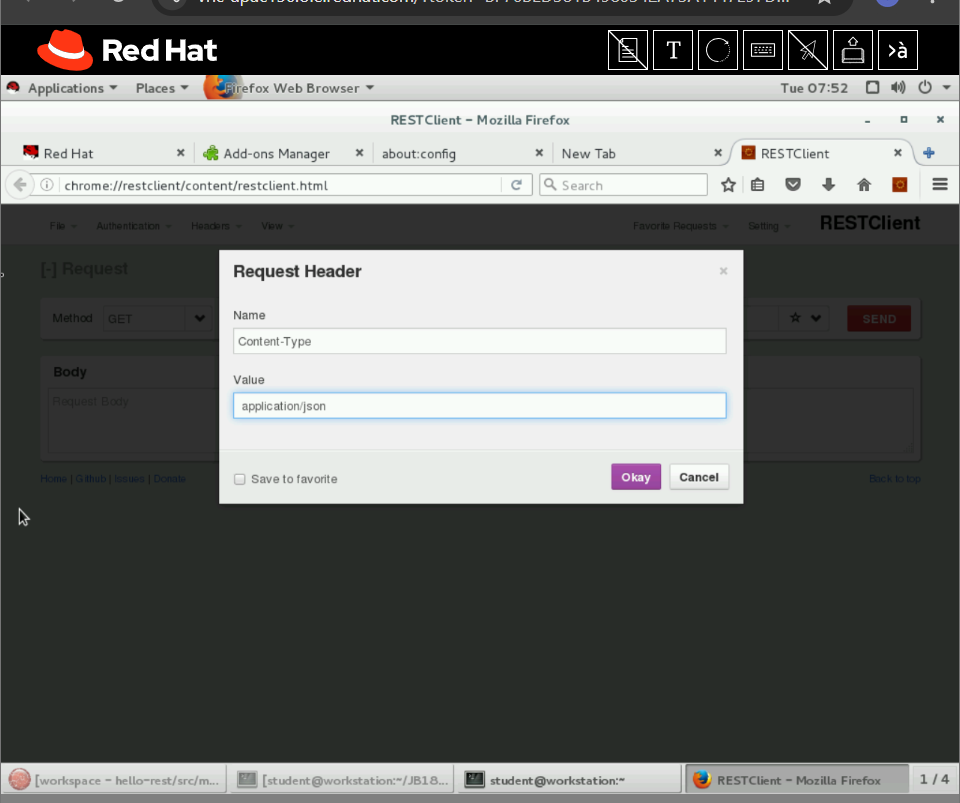 Red Hat
T
>à
Applications Places Firefox Web Browser Tue 07:52
RESTClient - Mozilla Firefox
Red Hat Add-ons Manager about:config New Tab RESTClient
chrome://restclient/content/restclient.html Search
File Authentication Headers View Favorite Requests Setting RESTClient
[-] Request
Request Header
Name
Method GET SEND
Content-Type
Body
Value
Request Body
application/json
Home | Github | Issues | Donate Back to top
Save to favorite Okay Cancel
[workspace - hello-rest/src/m... [student@workstation:~/JB18... student@workstation:~ RESTClient - Mozilla Firefox 1 / 4